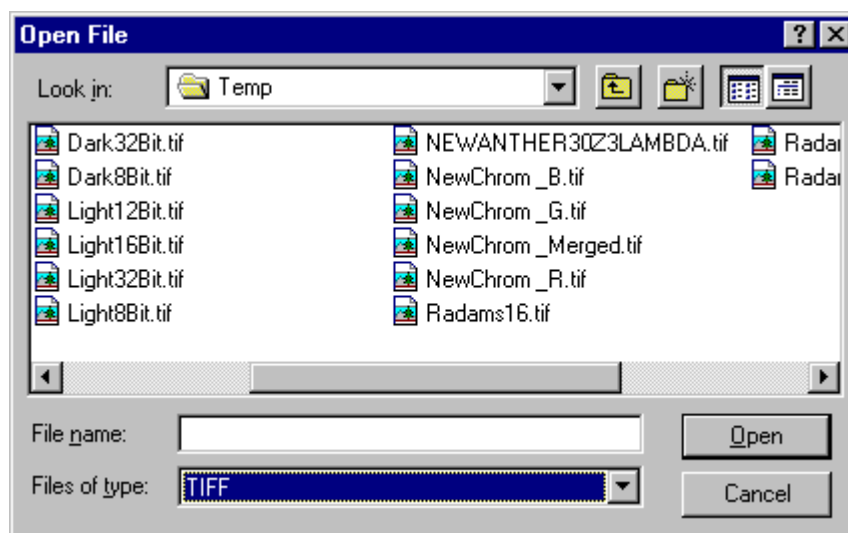 Open File
Look in:
Temp
Dark32Bit.tif
Dark8Bit.tif
Light12Bit.tif
Light16Bit.tif
Light32Bit.tif
Light8Bit.tif
NEWANTHER30Z3LAMBDA.tif
NewChrom _B.tif
NewChrom _G.tif
NewChrom _Merged.tif
NewChrom _R.tif
Radams16.tif
File name:
Open
Files of type:
TIFF
Cancel